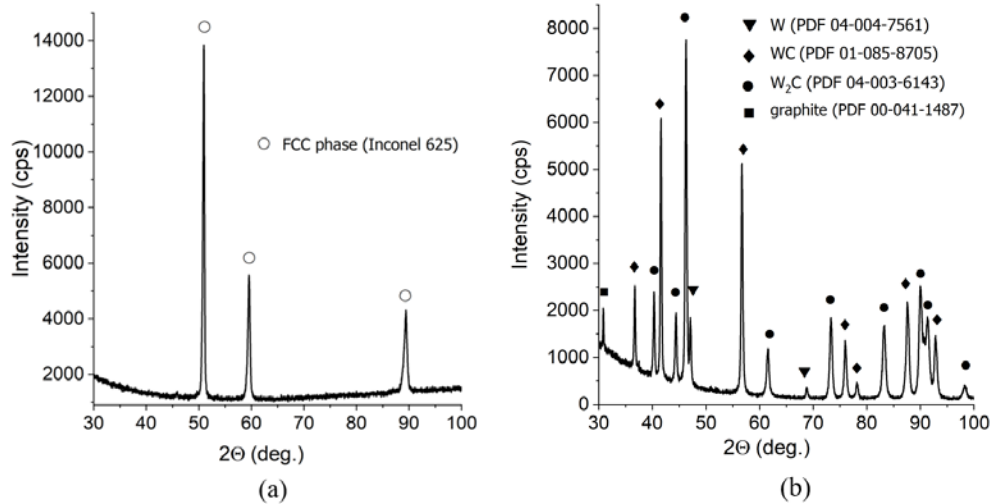 14000
12000
10000
8000
6000
4000
2000
Intensity (cps)
FCC phase (Inconel 625)
30 40 50 60 70 80 90 100
2Θ (deg.)
(a)
8000
7000
6000
5000
4000
3000
2000
1000
0
Intensity (cps)
W (PDF 04-004-7561)
WC (PDF 01-085-8705)
W₂C (PDF 04-003-6143)
graphite (PDF 00-041-1487)
30 40 50 60 70 80 90 100
2Θ (deg.)
(b)